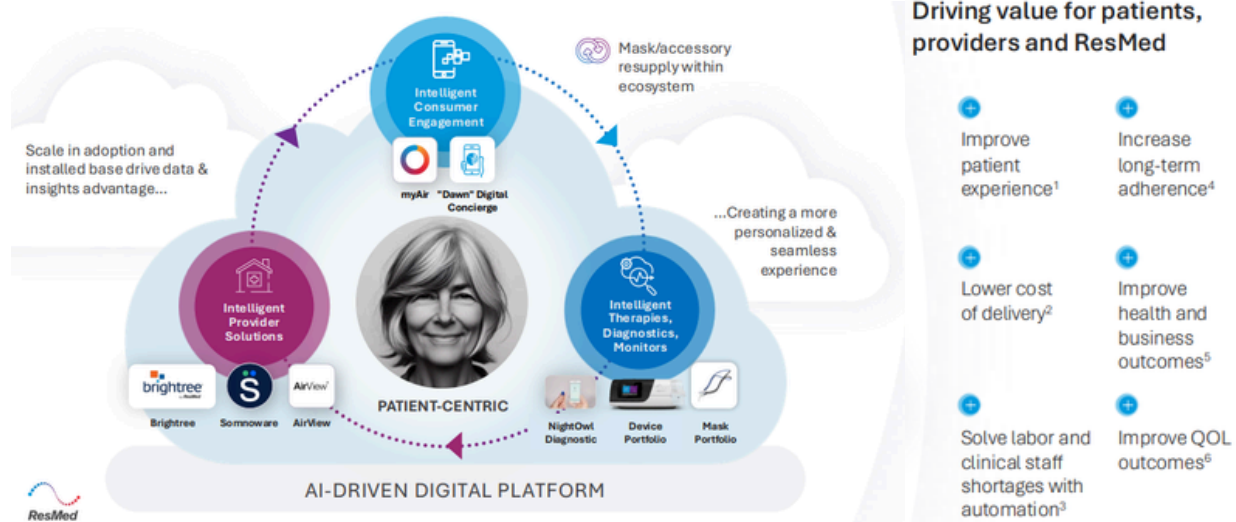 Driving value for patients,
providers and ResMed
Mask/accessory
resupply within
ecosystem
Intelligent
Consumer
Engagement
Scale in adoption and
installed base drive data &
insights advantage...
myAir
"Dawn" Digital
Concierge
...Creating a more
personalized &
seamless
experience
Intelligent
Provider
Solutions
Intelligent
Therapies,
Diagnostics,
Monitors
brightree
by ResMed
S
AirView
Brightree
Somnoware
AirView
PATIENT-CENTRIC
NightOwl
Diagnostic
Device
Portfolio
Mask
Portfolio
AI-DRIVEN DIGITAL PLATFORM
ResMed
Improve
patient
experience¹
Increase
long-term
adherence⁴
Lower cost
of delivery²
Improve
health and
business
outcomes⁵
Solve labor and
clinical staff
shortages with
automation³
Improve QOL
outcomes⁶